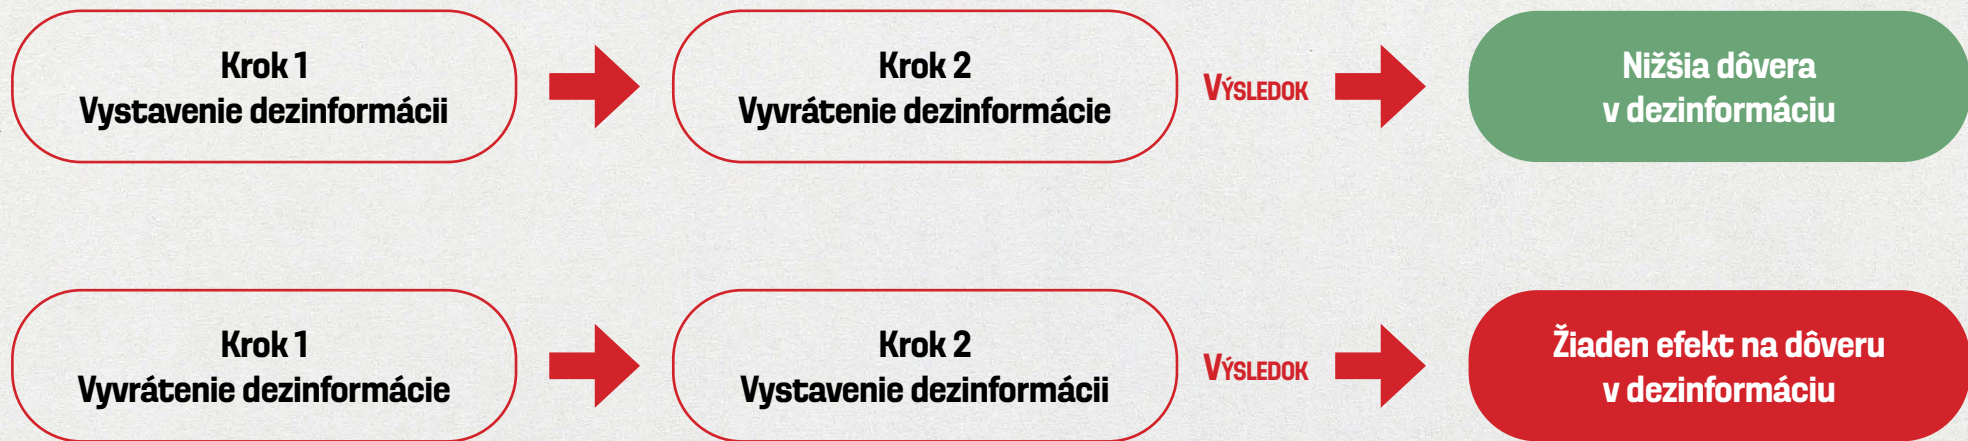 Krok 1
Vystavenie dezinformácii
Krok 2
Vyvrátenie dezinformácie
VÝSLEDOK
Nižšia dôvera
v dezinformáciu
Krok 1
Vyvrátenie dezinformácie
Krok 2
Vystavenie dezinformácii
VÝSLEDOK
Žiaden efekt na dôveru
v dezinformáciu